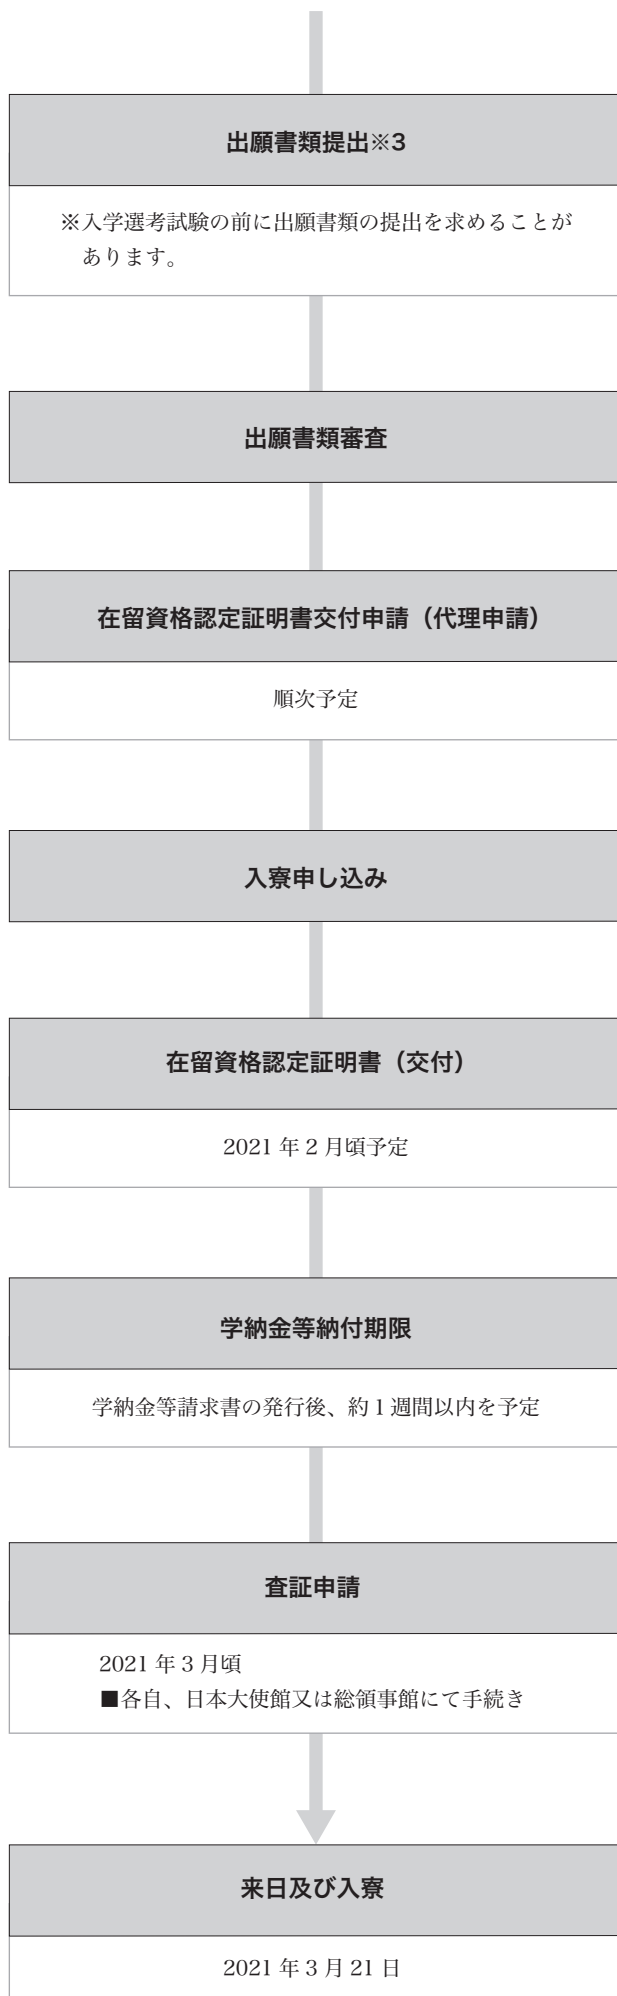 出願書類提出※3
※入学選考試験の前に出願書類の提出を求めることが
あります。
出願書類審査
在留資格認定証明書交付申請（代理申請）
順次予定
入寮申し込み
在留資格認定証明書（交付）
2021 年 2 月頃予定
学納金等納付期限
学納金等請求書の発行後、約 1 週間以内を予定
査証申請
2021 年 3 月頃
■各自、日本大使館又は総領事館にて手続き
来日及び入寮
2021 年 3 月 21 日